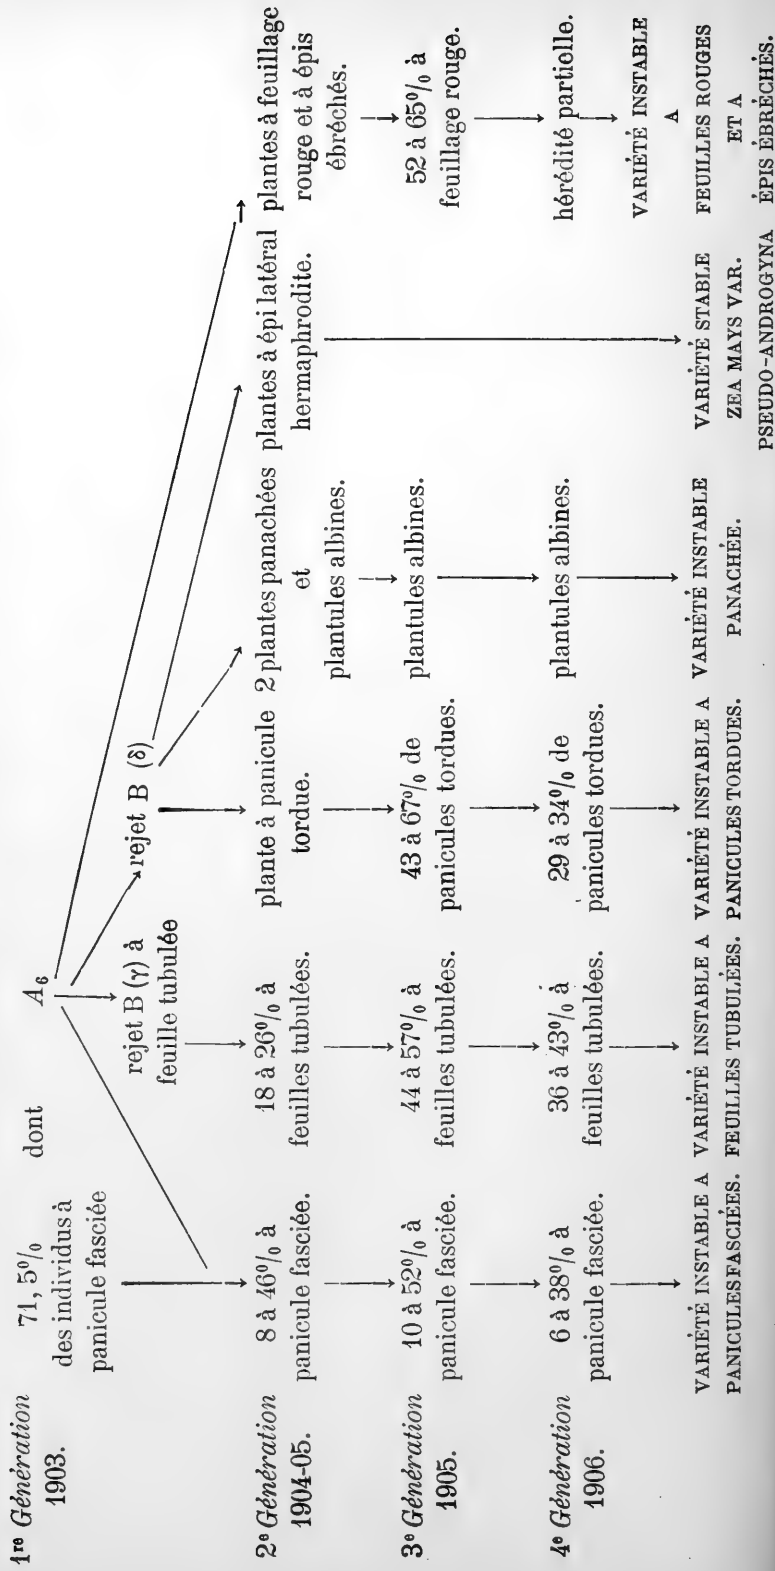 1re Génération
1903.
71,5%
des individus à
panicule fasciée
dont
A6
rejet B (γ) à
feuille tubulée
rejet B (δ)
2e Génération
1904-05.
8 à 46% à
panicule fasciée.
18 à 26% à
feuilles tubulées.
plante à panicule
tordue.
2 plantes panachées
et
plantules albines.
plantes à épi latéral
hermaphrodite.
plantes à feuillage
rouge et à épis
ébréchés.
3e Génération
1905.
10 à 52% à
panicule fasciée.
44 à 57% à
feuilles tubulées.
43 à 67% de
panicules tordues.
plantules albines.
52 à 65% à
feuillage rouge.
4e Génération
1906.
6 à 38% à
panicule fasciée.
36 à 43% à
feuilles tubulées.
29 à 34% de
panicules tordues.
plantules albines.
hérédité partielle.
VARIÉTÉ INSTABLE A
PANICULES FASCIÉES.
VARIÉTÉ INSTABLE A
FEUILLES TUBULÉES.
VARIÉTÉ INSTABLE A
PANICULES TORDUES.
VARIÉTÉ INSTABLE
PANACHÉE.
VARIÉTÉ STABLE
ZEA MAYS VAR.
PSEUDO-ANDROGYNA
VARIÉTÉ INSTABLE
A
FEUILLES ROUGES
ET A
ÉPIS ÉBRÉCHÉS.